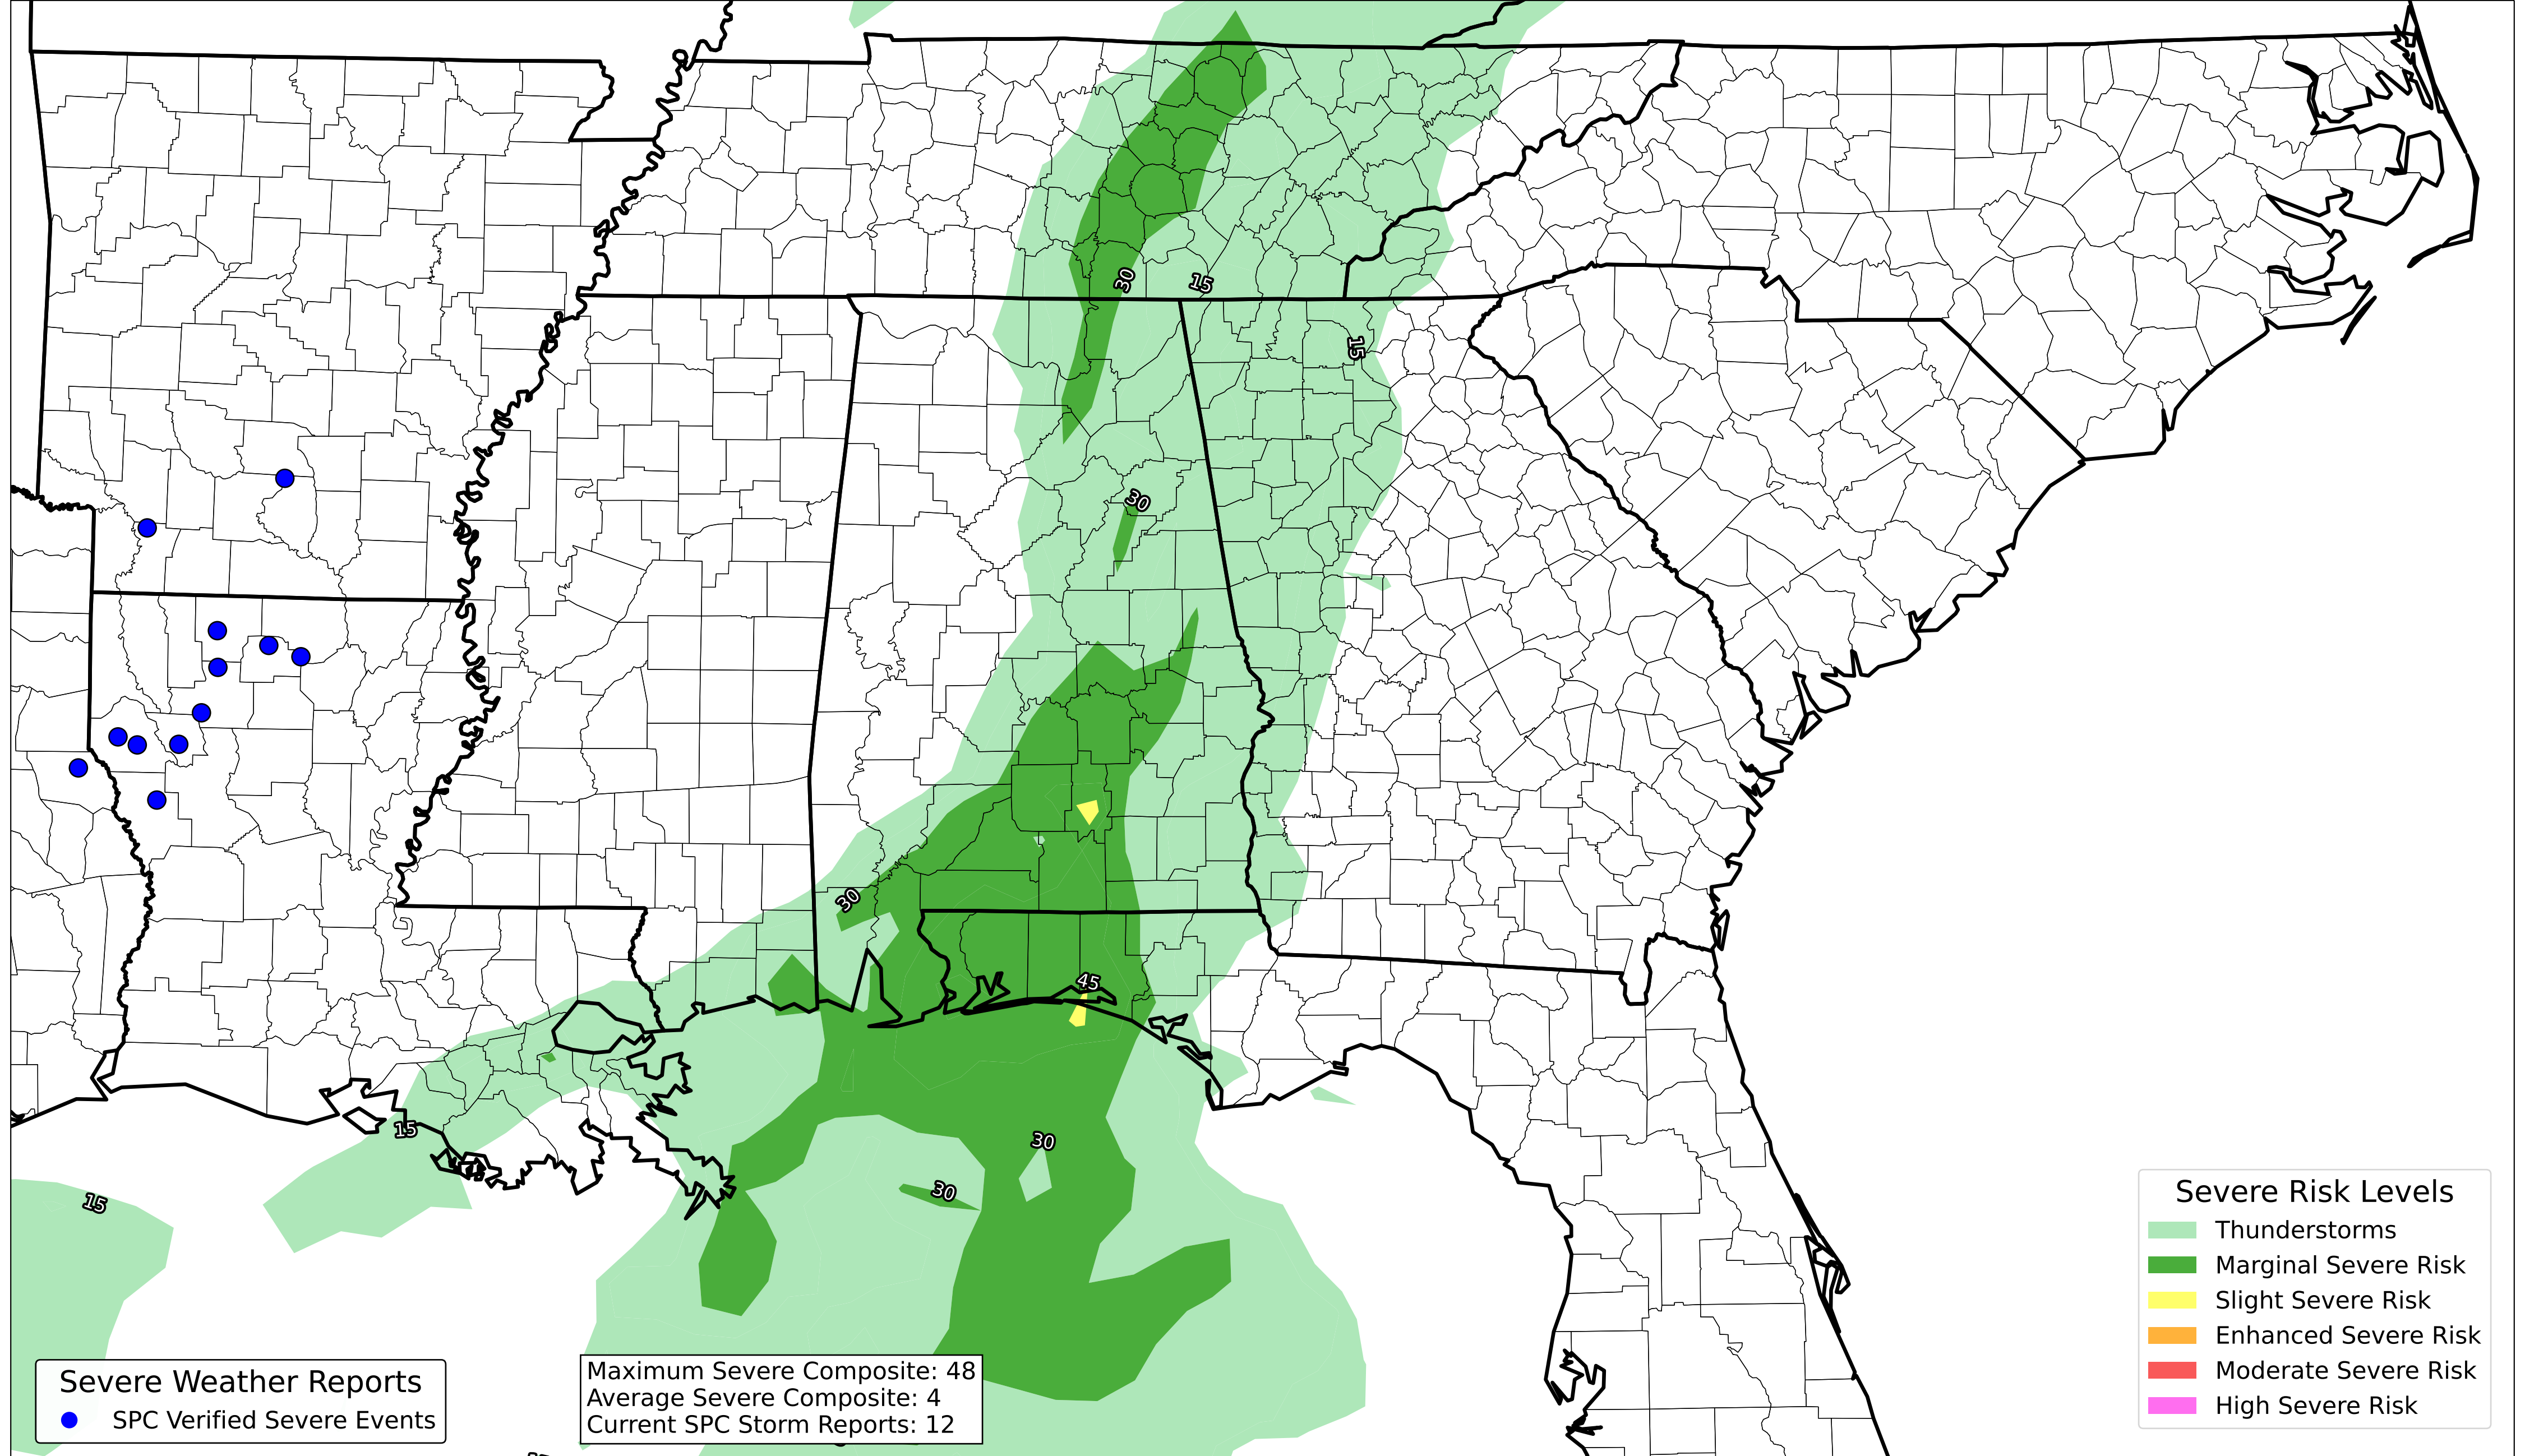 30
15
15
30
30
45
15
30
30
15
Severe Risk Levels
Thunderstorms
Marginal Severe Risk
Slight Severe Risk
Enhanced Severe Risk
Moderate Severe Risk
High Severe Risk
Severe Weather Reports
SPC Verified Severe Events
Maximum Severe Composite: 48
Average Severe Composite: 4
Current SPC Storm Reports: 12